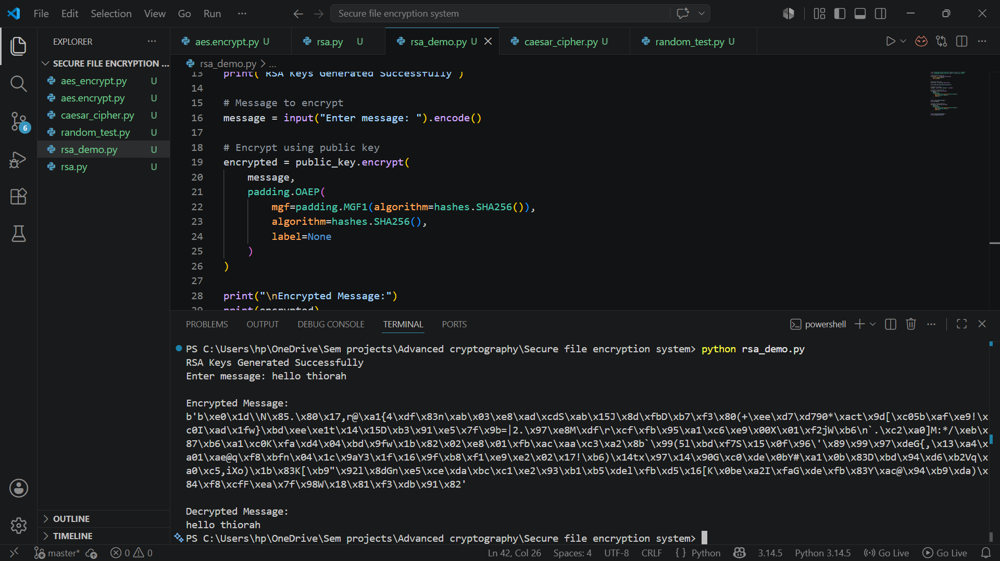 File Edit Selection View Go Run ···
Secure file encryption system
EXPLORER ···
aes.encrypt.py U
rsa.py U
rsa_demo.py U
caesar_cipher.py U
random_test.py U
SECURE FILE ENCRYPTION ...
aes_encrypt.py U
aes.encrypt.py U
caesar_cipher.py U
random_test.py U
rsa_demo.py U
rsa.py U
6
rsa_demo.py > ...
13 print("RSA Keys Generated Successfully")
14
15 # Message to encrypt
16 message = input("Enter message: ").encode()
17
18 # Encrypt using public key
19 encrypted = public_key.encrypt(
20 message,
21 padding.OAEP(
22 mgf=padding.MGF1(algorithm=hashes.SHA256()),
23 algorithm=hashes.SHA256(),
24 label=None
25 )
26 )
27
28 print("\nEncrypted Message:")
29 print(encrypted)
PROBLEMS OUTPUT DEBUG CONSOLE TERMINAL PORTS
powershell
PS C:\Users\hp\OneDrive\Sem projects\Advanced cryptography\Secure file encryption system> python rsa_demo.py
RSA Keys Generated Successfully
Enter message: hello thiorah
Encrypted Message:
b'b\xe0\x1d\\N\x85.\x80\x17,r@\xa1{4\xdf\x83n\xab\x03\xe8\xad\xcdS\xab\x15J\x8d\xfbD\xb7\xf3\x80(+\xee\xd7\xd790*\xact\x9d[\xc05b\xaf\xe9!\x
c0I\xad\x1fw}\xbd\xee\xe1t\x14\x15D\xb3\x91\xe5\x7f\x9b=|2.\x97\xe8M\xdf\r\xcf\xfb\x95\xa1\xc6\xe9\x00X\x01\xf2jW\xb6\n`.\xc2\xa0]M:*/\xeb\x
87\xb6\xa1\xc0K\xfa\xd4\x04\xbd\x9fw\x1b\x82\x02\xe8\x01\xfb\xac\xaa\xc3\xa2\x8b`\x99(5l\xbd\xf7S\x15\x0f\x96\'\x89\x99\x97\xdeG{,\x13\xa4\x
a01\xae@q\xf8\xbfn\x04\x1c\x9aY3\x1f\x16\x9f\xb8\xf1\xe9\xe2\x02\x17!\xb6)\x14tx\x97\x14\x90G\xc0\xde\x0bY#\xa1\x0b\x83D\xbd\x94\xd6\xb2Vq\x
a0\xc5,iXo)\x1b\x83K[\xb9"\x92l\x8dGn\xe5\xce\xda\xbc\xc1\xe2\x93\xb1\xb5\xdel\xfb\xd5\x16[K\x0be\xa2I\xfaG\xde\xfb\x83Y\xac@\x94\xb9\xda)\x
84\xf8\xcfF\xea\x7f\x98W\x18\x81\xf3\xdb\x91\x82'
Decrypted Message:
hello thiorah
PS C:\Users\hp\OneDrive\Sem projects\Advanced cryptography\Secure file encryption system>
OUTLINE
TIMELINE
master* 0 0 Ln 42, Col 26 Spaces: 4 UTF-8 CRLF { } Python 3.14.5 Python 3.14.5 Go Live Go Live